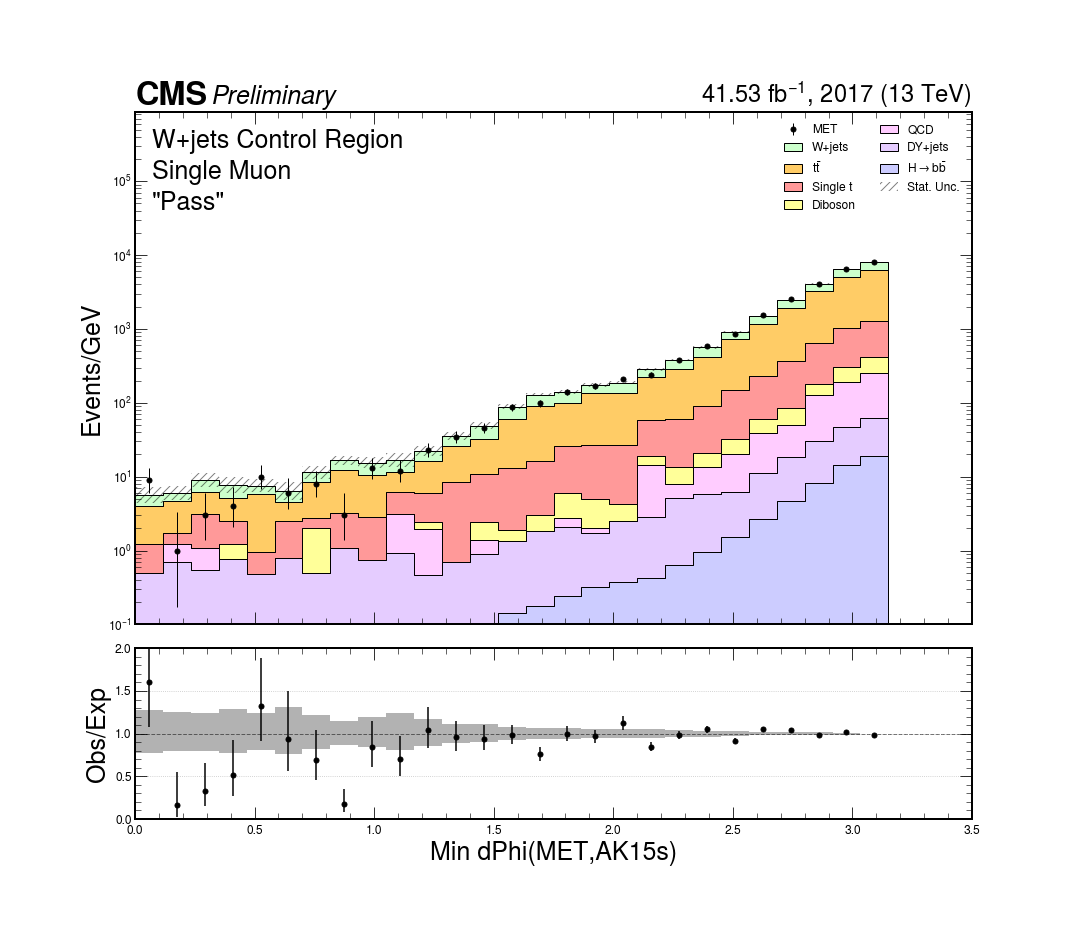 CMS Preliminary
41.53 fb⁻¹, 2017 (13 TeV)
W+jets Control Region
Single Muon
"Pass"
MET
W+jets
tt̄
Single t
Diboson
QCD
DY+jets
H→bb̄
Stat. Unc.
Events/GeV
10⁵
10⁴
10³
10²
10¹
10⁰
10⁻¹
Obs/Exp
2.0
1.5
1.0
0.5
0.0
0.0 0.5 1.0 1.5 2.0 2.5 3.0 3.5
Min dPhi(MET,AK15s)